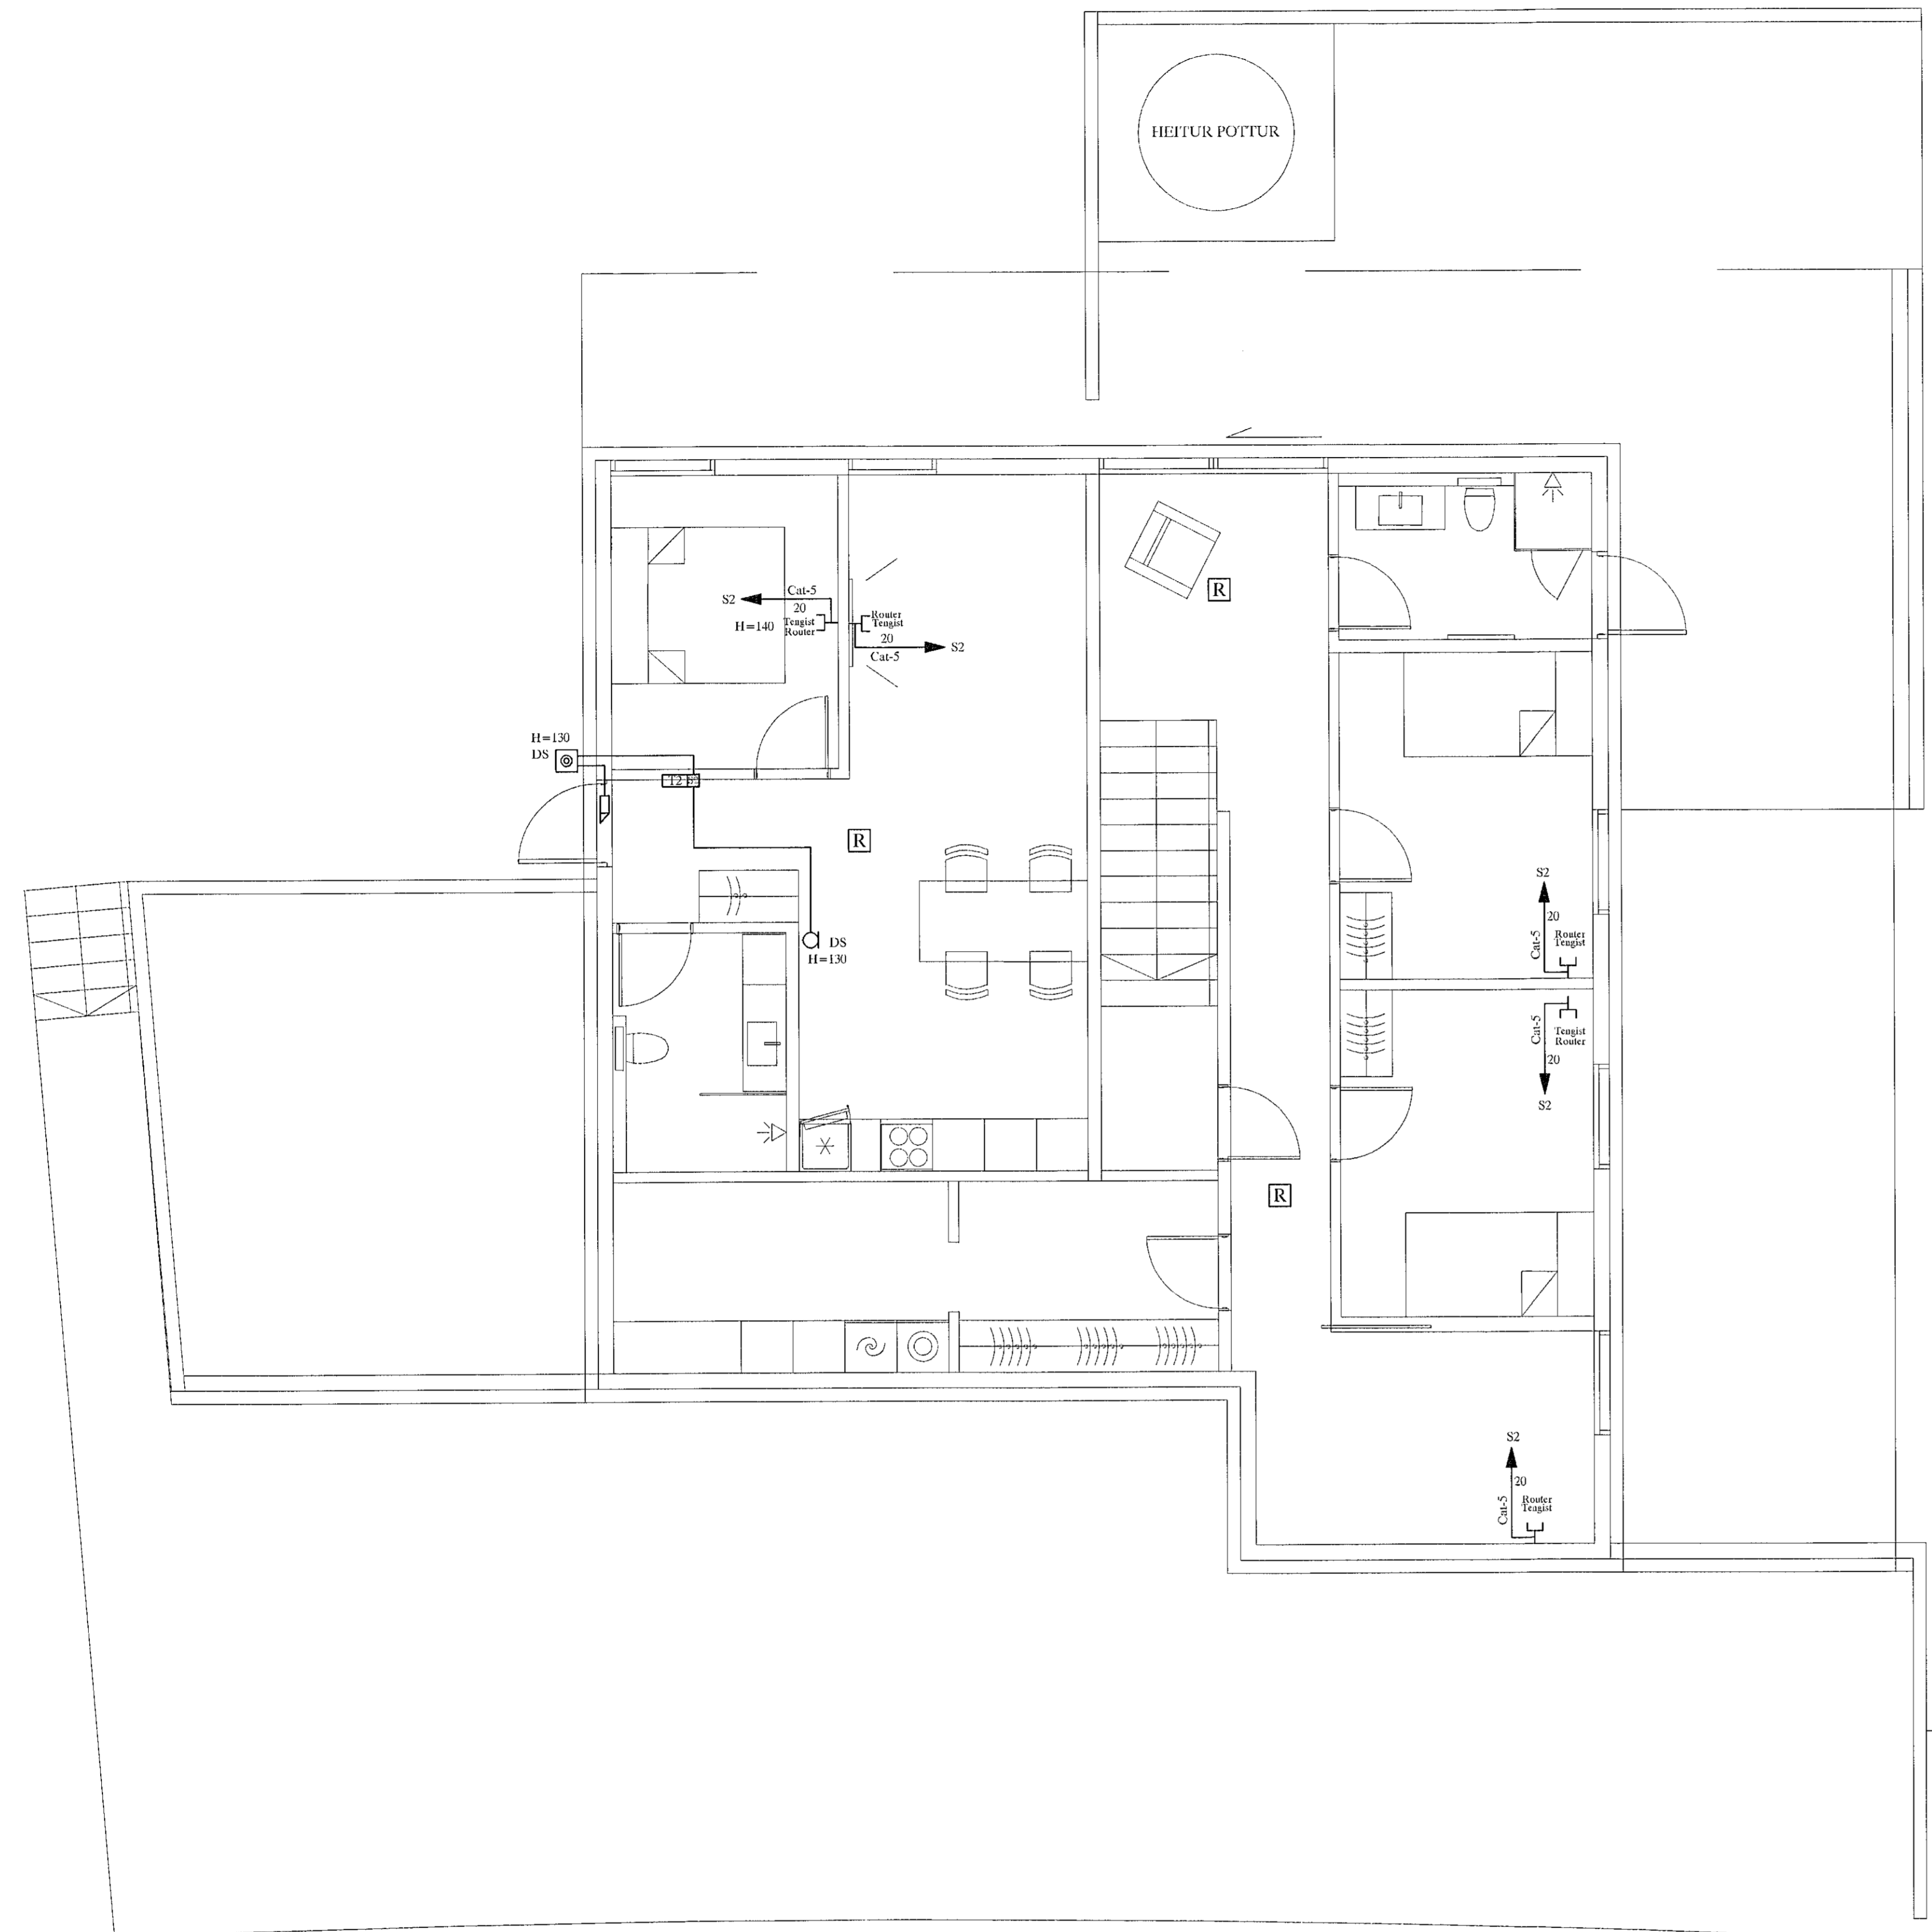 HEITUR POTTUR
R
Cat-5
S2
20
H=140
Tengist
Router
Router
Tengist
20
Cat-5
S2
H=130
DS
T2
R
DS
H=130
S2
20
Cat-5
Router
Tengist
Cat-5
Tengist
Router
20
S2
R
S2
20
Cat-5
Router
Tengist